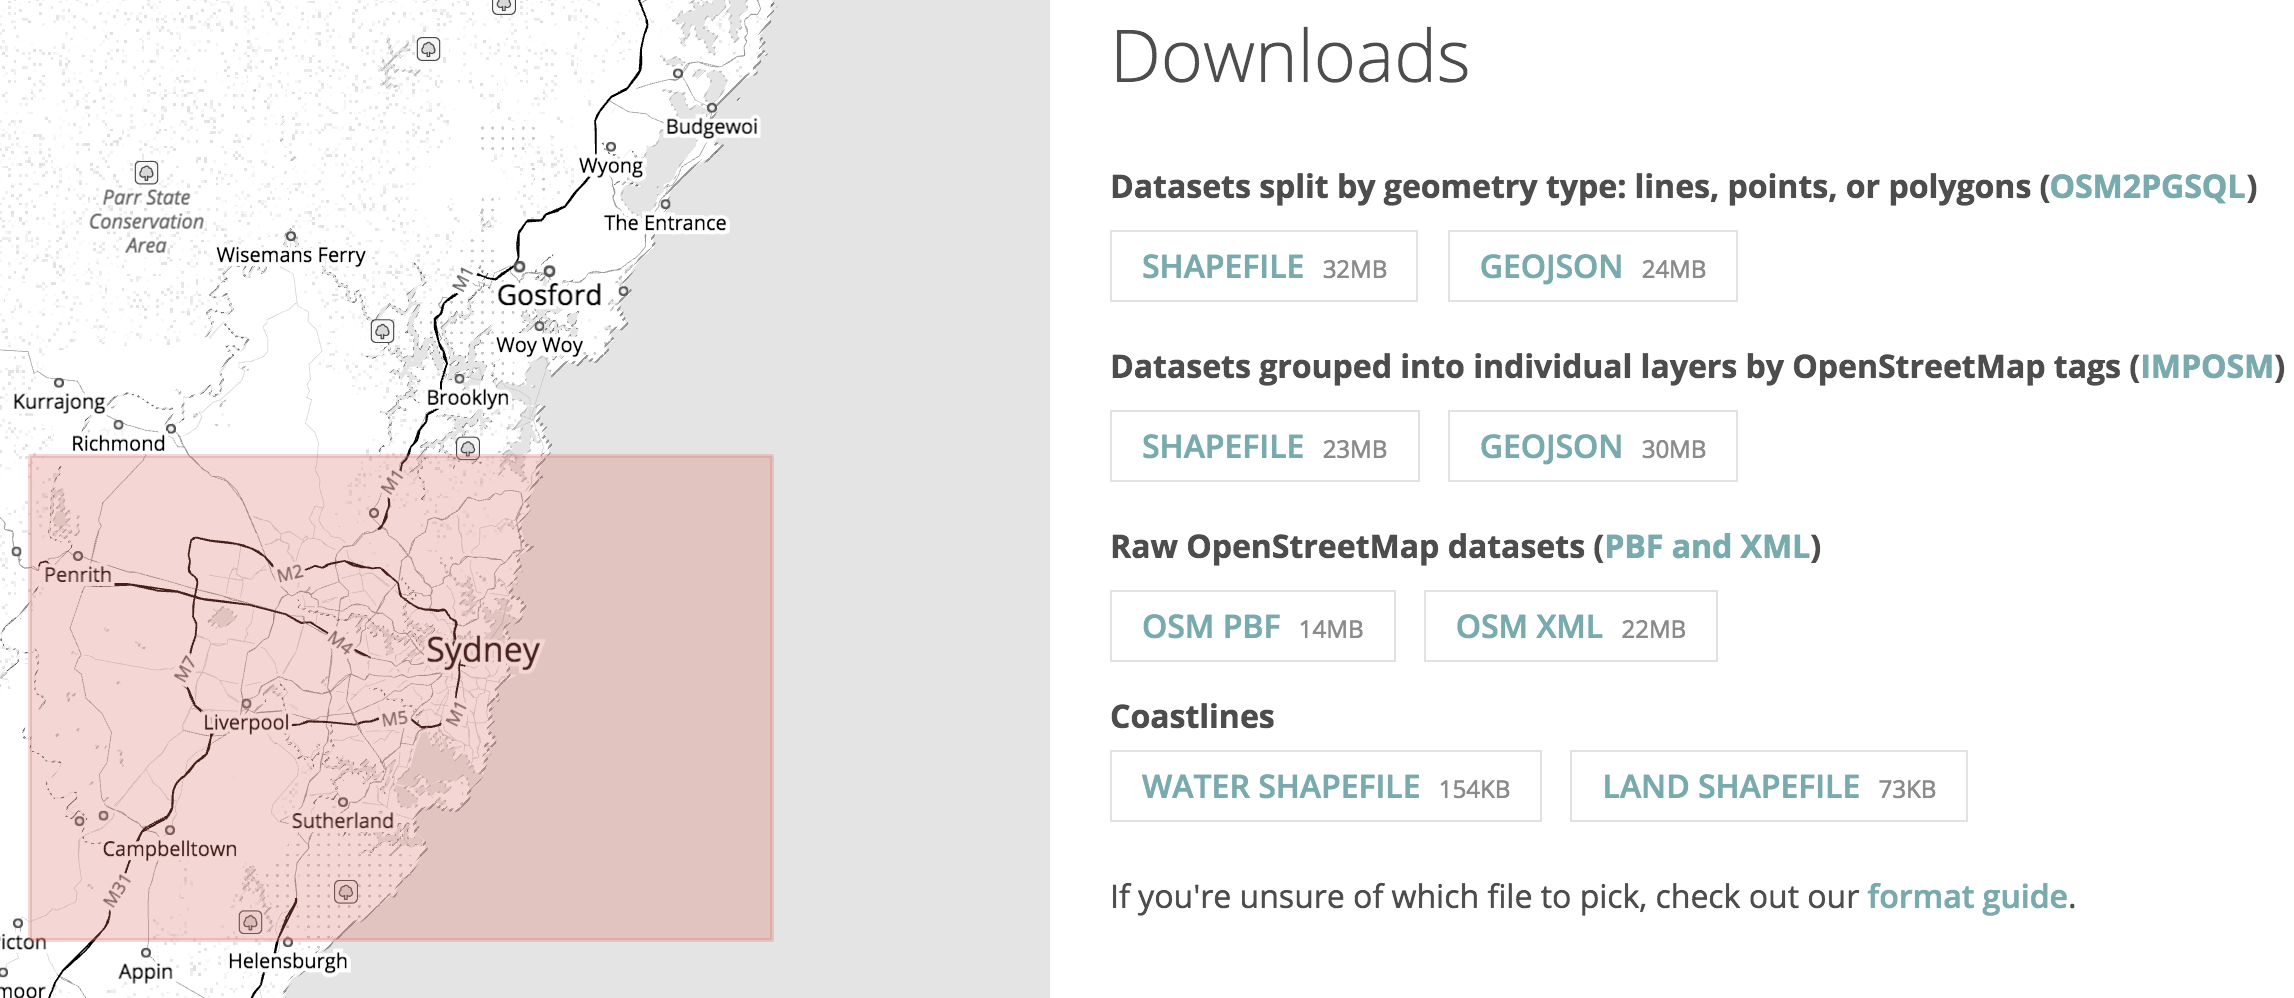 Budgewoi
Wyong
Parr State
Conservation
Area
The Entrance
Wisemans Ferry
M1
Gosford
Woy Woy
Brooklyn
Kurrajong
Richmond
M1
M2
Penrith
M4
Sydney
M7
M1
M5
Liverpool
Sutherland
Campbelltown
M31
icton
Helensburgh
Appin
moor
Downloads
Datasets split by geometry type: lines, points, or polygons (OSM2PGSQL)
SHAPEFILE 32MB GEOJSON 24MB
Datasets grouped into individual layers by OpenStreetMap tags (IMPOSM)
SHAPEFILE 23MB GEOJSON 30MB
Raw OpenStreetMap datasets (PBF and XML)
OSM PBF 14MB OSM XML 22MB
Coastlines
WATER SHAPEFILE 154KB LAND SHAPEFILE 73KB
If you're unsure of which file to pick, check out our format guide.